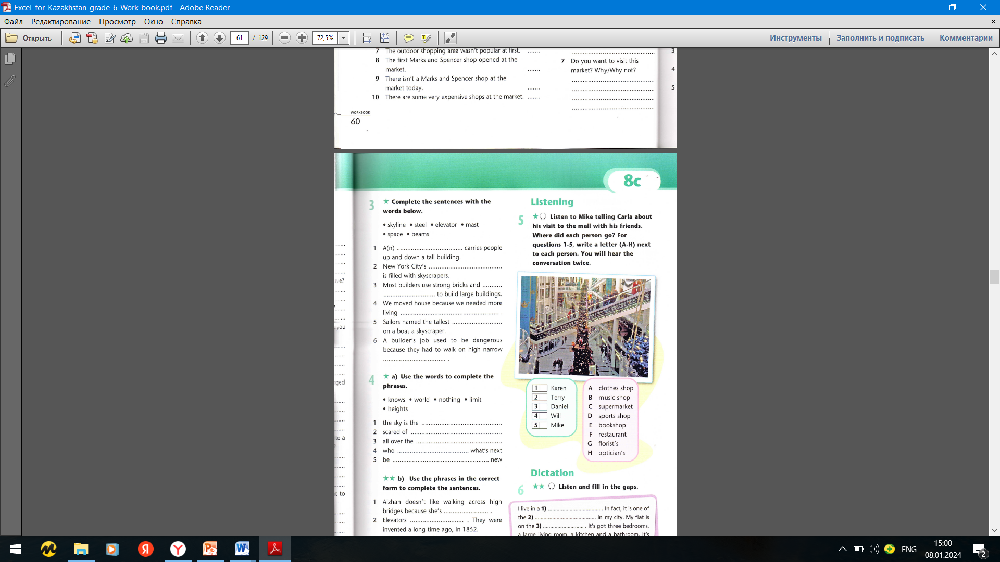 Excel_for_Kazakhstan_grade_6_Work_book.pdf - Adobe Reader
Файл Редактирование Просмотр Окно Справка
Открыть 61 / 129 72,5% Инструменты Заполнить и подписать Комментарии
7 The outdoor shopping area wasn't popular at first. .......
8 The first Marks and Spencer shop opened at the
market. .......
9 There isn't a Marks and Spencer shop at the
market today. .......
10 There are some very expensive shops at the market. .......
WORKBOOK
60
7 Do you want to visit this
market? Why/Why not?
3
4
5
8c
3 ★ Complete the sentences with the
words below.
• skyline • steel • elevator • mast
• space • beams
1 A(n) .................................... carries people
up and down a tall building.
2 New York City's ........................................
is filled with skyscrapers.
3 Most builders use strong bricks and ...........
............................ to build large buildings.
4 We moved house because we needed more
living ...................................................... .
5 Sailors named the tallest ...........................
on a boat a skyscraper.
6 A builder's job used to be dangerous
because they had to walk on high narrow
.................................. .
4 ★ a) Use the words to complete the
phrases.
• knows • world • nothing • limit
• heights
1 the sky is the ............................................
2 scared of ..................................................
3 all over the ...............................................
4 who ....................................... what's next
5 be ..................................................... new
★★ b) Use the phrases in the correct
form to complete the sentences.
1 Aizhan doesn't like walking across high
bridges because she's ........................ .
2 Elevators ............................. . They were
invented a long time ago, in 1852.
Listening
5 ★ Listen to Mike telling Carla about
his visit to the mall with his friends.
Where did each person go? For
questions 1-5, write a letter (A-H) next
to each person. You will hear the
conversation twice.
1 Karen
2 Terry
3 Daniel
4 Will
5 Mike
A clothes shop
B music shop
C supermarket
D sports shop
E bookshop
F restaurant
G florist's
H optician's
Dictation
6 ★★ Listen and fill in the gaps.
I live in a 1) .................................. . In fact, it is one of
the 2) ....................................... in my city. My flat is
on the 3) .......................... . It's got three bedrooms,
a large living room, a kitchen and a bathroom. It's
ve?
you
ged
to a
t to
ENG
15:00
08.01.2024
2